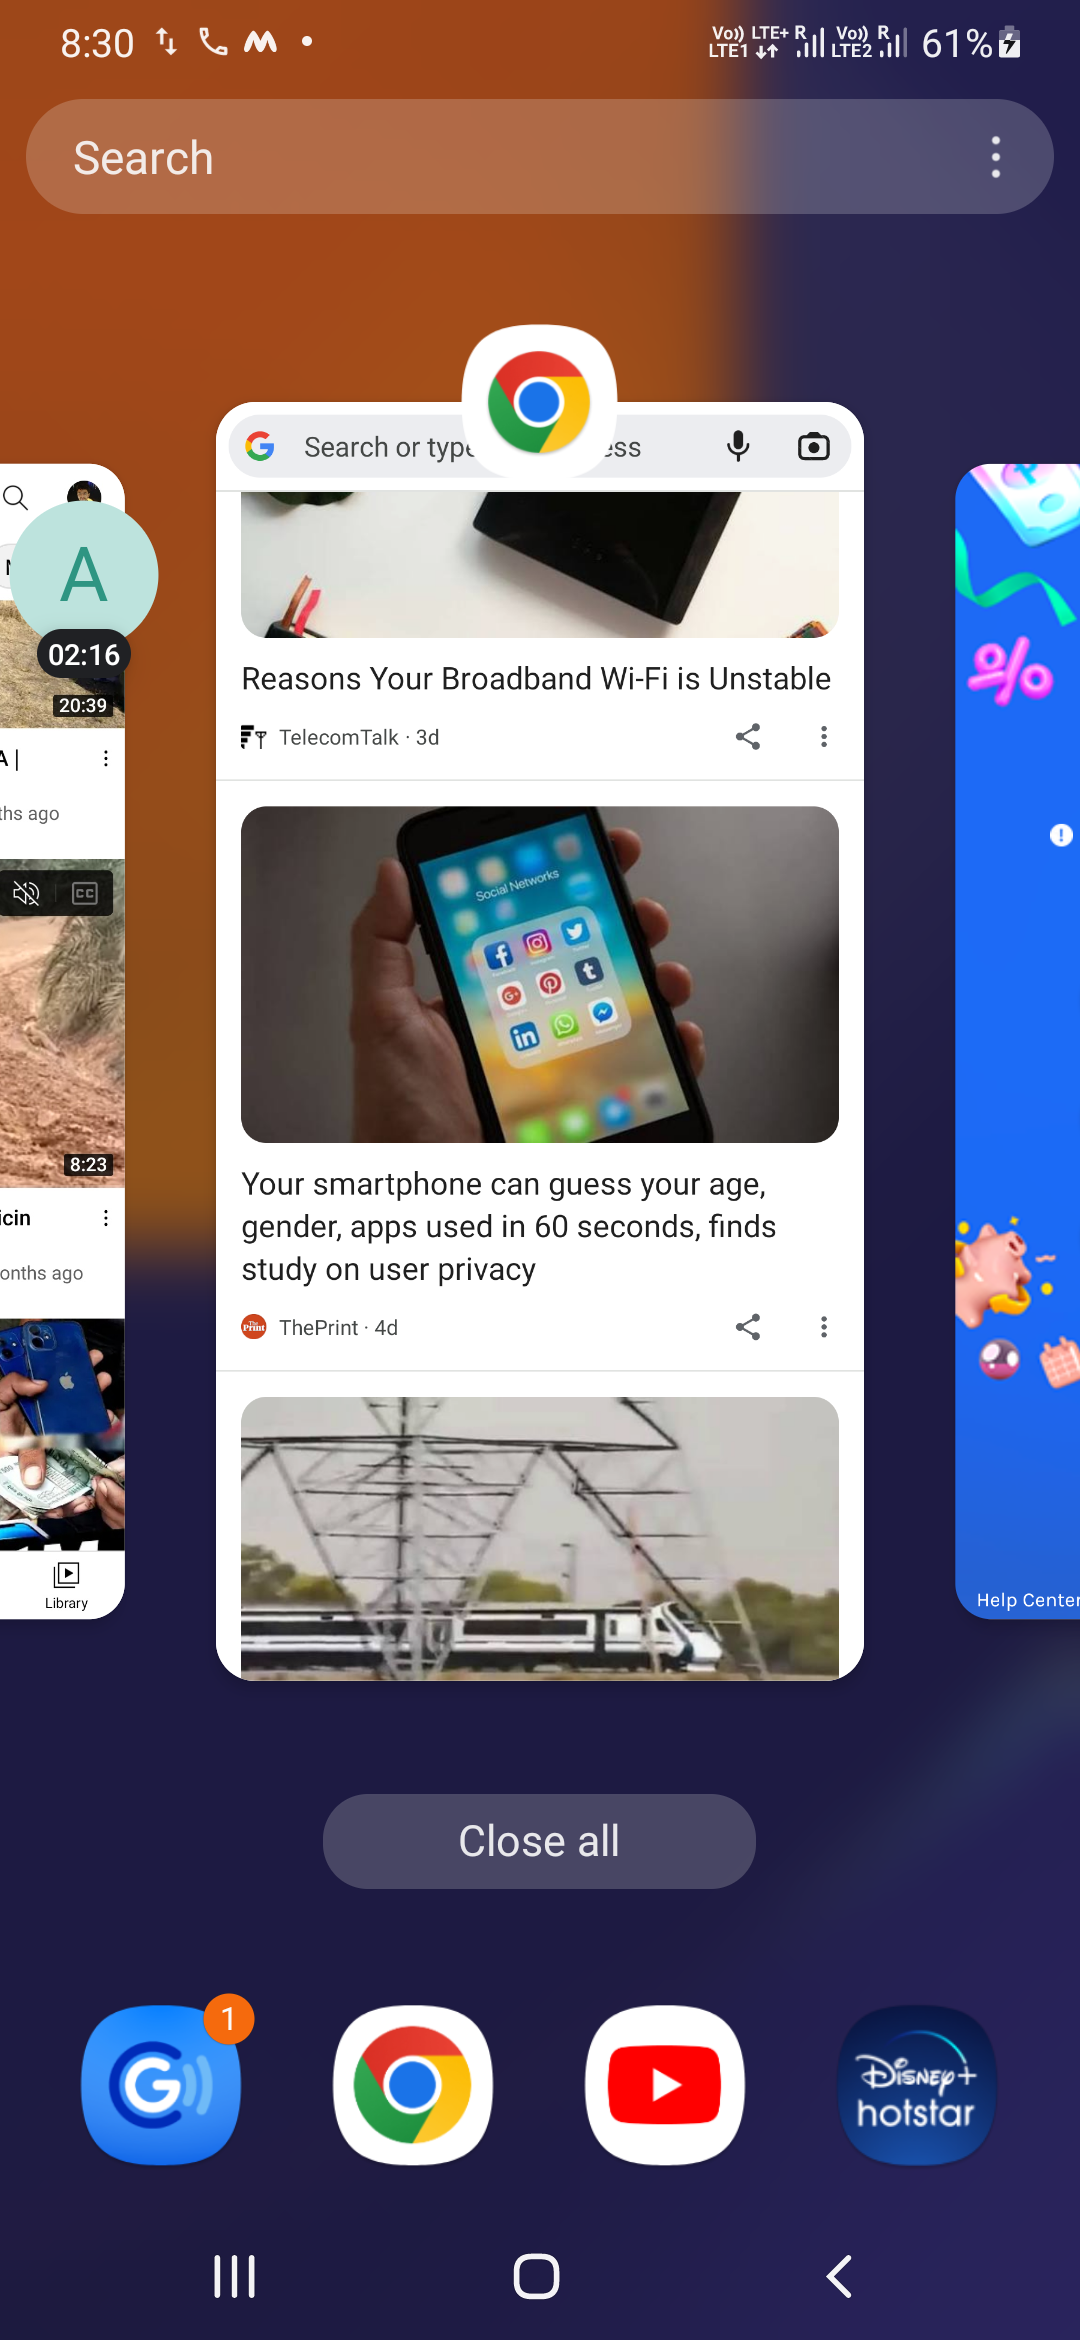 8:30
Vo)) LTE+ R Vo)) R
LTE1 LTE2 61%
Search
Search or type
ess
A
02:16
20:39
A |
ths ago
CC
8:23
icin
onths ago
Library
Reasons Your Broadband Wi-Fi is Unstable
TelecomTalk · 3d
Social Networks
Your smartphone can guess your age,
gender, apps used in 60 seconds, finds
study on user privacy
The Print
ThePrint · 4d
%
Help Center
Close all
1
G
Disney+
hotstar